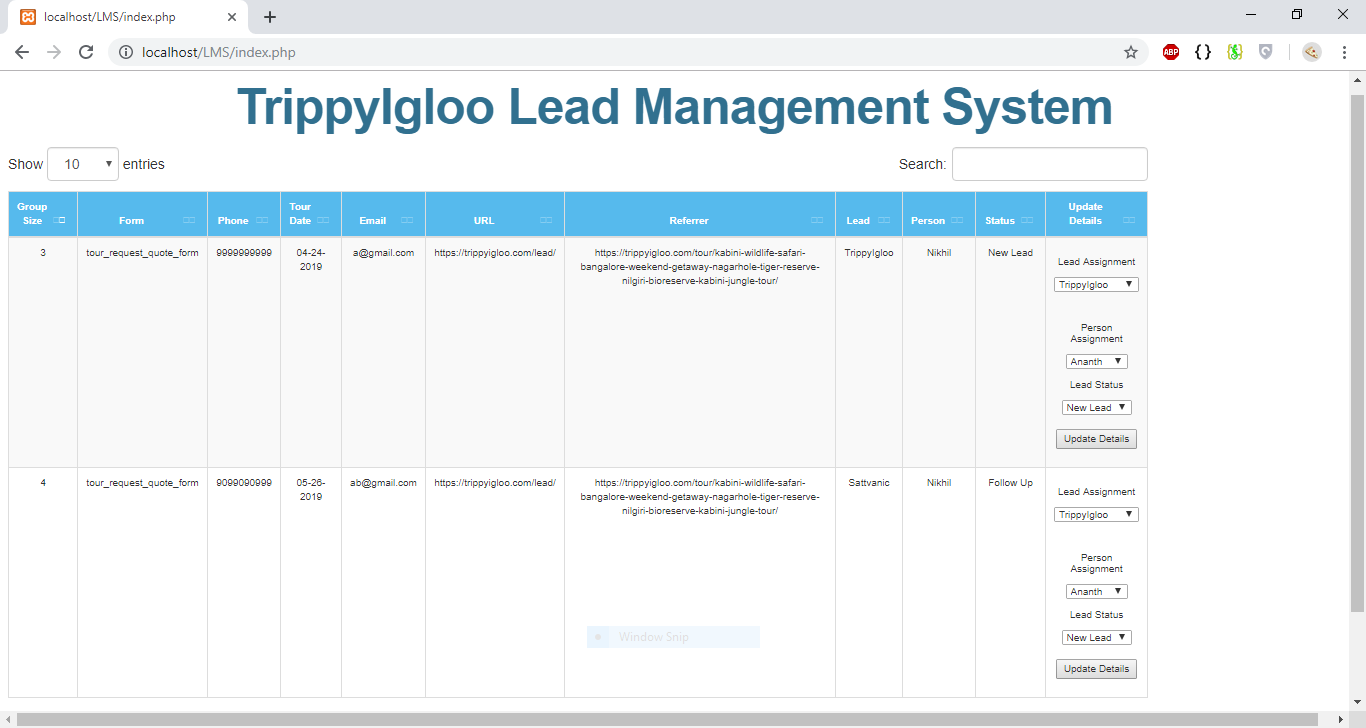 localhost/LMS/index.php
localhost/LMS/index.php
ABP
TrippyIgloo Lead Management System
Show 10 entries
Search:
Group Size Form Phone Tour Date Email URL Referrer Lead Person Status Update Details
3 tour_request_quote_form 9999999999 04-24-2019 a@gmail.com https://trippyigloo.com/lead/ https://trippyigloo.com/tour/kabini-wildlife-safari-
bangalore-weekend-getaway-nagarhole-tiger-reserve-
nilgiri-bioreserve-kabini-jungle-tour/
TrippyIgloo Nikhil New Lead
Lead Assignment
TrippyIgloo
Person
Assignment
Ananth
Lead Status
New Lead
Update Details
4 tour_request_quote_form 9099090999 05-26-2019 ab@gmail.com https://trippyigloo.com/lead/ https://trippyigloo.com/tour/kabini-wildlife-safari-
bangalore-weekend-getaway-nagarhole-tiger-reserve-
nilgiri-bioreserve-kabini-jungle-tour/
Sattvanic Nikhil Follow Up
Lead Assignment
TrippyIgloo
Person
Assignment
Ananth
Lead Status
New Lead
Update Details
Window Snip